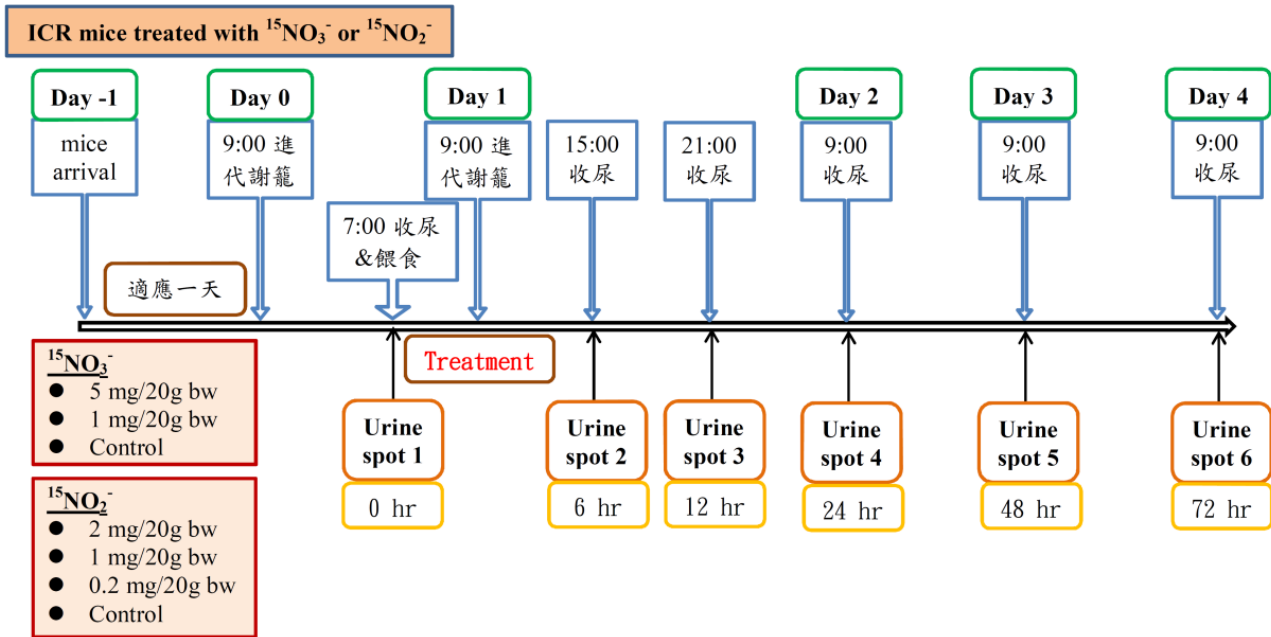 ICR mice treated with ¹⁵NO₃⁻ or ¹⁵NO₂⁻
Day -1
mice
arrival
Day 0
9:00 進
代謝籠
7:00 收尿
&餵食
Day 1
9:00 進
代謝籠
15:00
收尿
21:00
收尿
Day 2
9:00
收尿
Day 3
9:00
收尿
Day 4
9:00
收尿
適應一天
Treatment
¹⁵NO₃⁻
● 5 mg/20g bw
● 1 mg/20g bw
● Control
¹⁵NO₂⁻
● 2 mg/20g bw
● 1 mg/20g bw
● 0.2 mg/20g bw
● Control
Urine
spot 1
0 hr
Urine
spot 2
6 hr
Urine
spot 3
12 hr
Urine
spot 4
24 hr
Urine
spot 5
48 hr
Urine
spot 6
72 hr